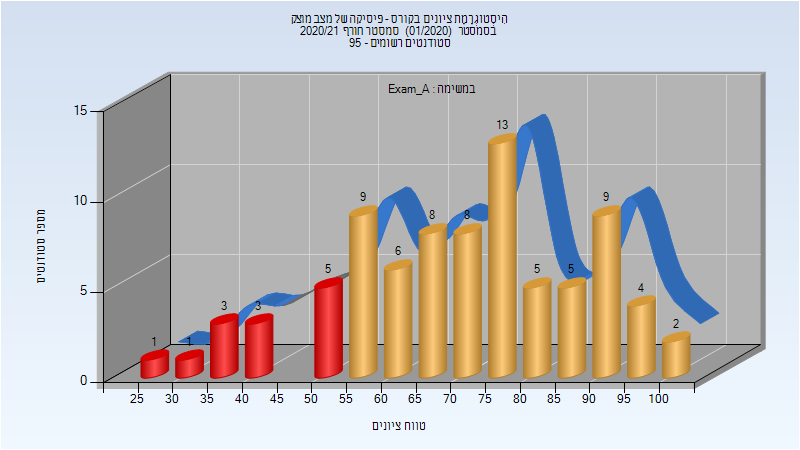 היסטוגרמת ציונים בקורס - פיסיקה של מצב מוצק
בסמסטר (01/2020) סמסטר חורף 2020/21
סטודנטים רשומים - 95
במשימה : Exam_A
מספר סטודנטים
15
10
5
0
1
1
3
3
5
9
6
8
8
13
5
5
9
4
2
25 30 35 40 45 50 55 60 65 70 75 80 85 90 95 100
טווח ציונים